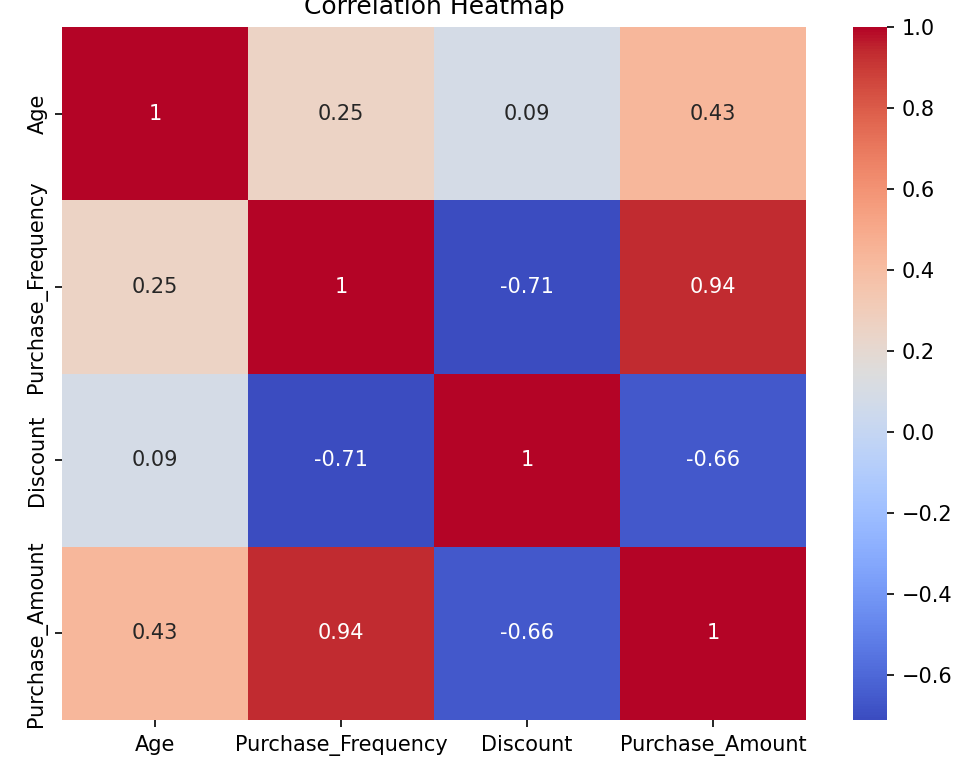 Correlation Heatmap
Age
1
0.25
0.09
0.43
Purchase_Frequency
0.25
1
-0.71
0.94
Discount
0.09
-0.71
1
-0.66
Purchase_Amount
0.43
0.94
-0.66
1
Age
Purchase_Frequency
Discount
Purchase_Amount
1.0
0.8
0.6
0.4
0.2
0.0
−0.2
−0.4
−0.6